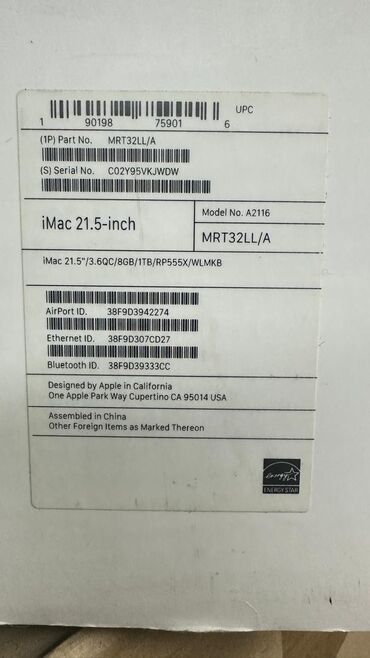 UPC
1 90198 75901 6
(1P) Part No. MRT32LL/A
(S) Serial No. C02Y95VKJWDW
iMac 21.5-inch
Model No. A2116
MRT32LL/A
iMac 21.5"/3.6QC/8GB/1TB/RP555X/WLMKB
AirPort ID. 38F9D3942274
Ethernet ID. 38F9D307CD27
Bluetooth ID. 38F9D39333CC
Designed by Apple in California
One Apple Park Way Cupertino CA 95014 USA
Assembled in China
Other Foreign Items as Marked Thereon
energy
ENERGY STAR